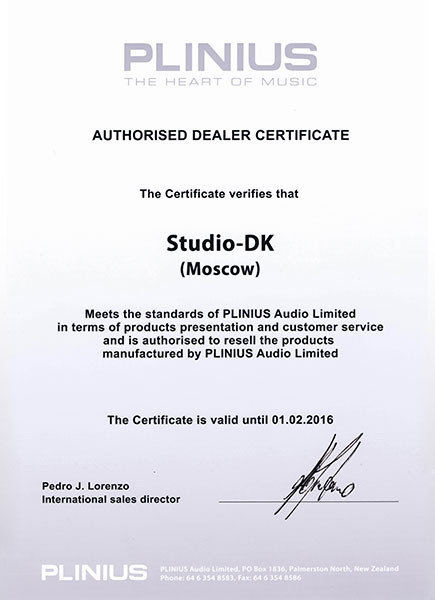 PLINIUS
THE HEART OF MUSIC
AUTHORISED DEALER CERTIFICATE
The Certificate verifies that
Studio-DK
(Moscow)
Meets the standards of PLINIUS Audio Limited
in terms of products presentation and customer service
and is authorised to resell the products
manufactured by PLINIUS Audio Limited
The Certificate is valid until 01.02.2016
Pedro J. Lorenzo
International sales director
PLINIUS
PLINIUS Audio Limited, PO Box 1836, Palmerston North, New Zealand
Phone: 64 6 354 8583, Fax: 64 6 354 8586